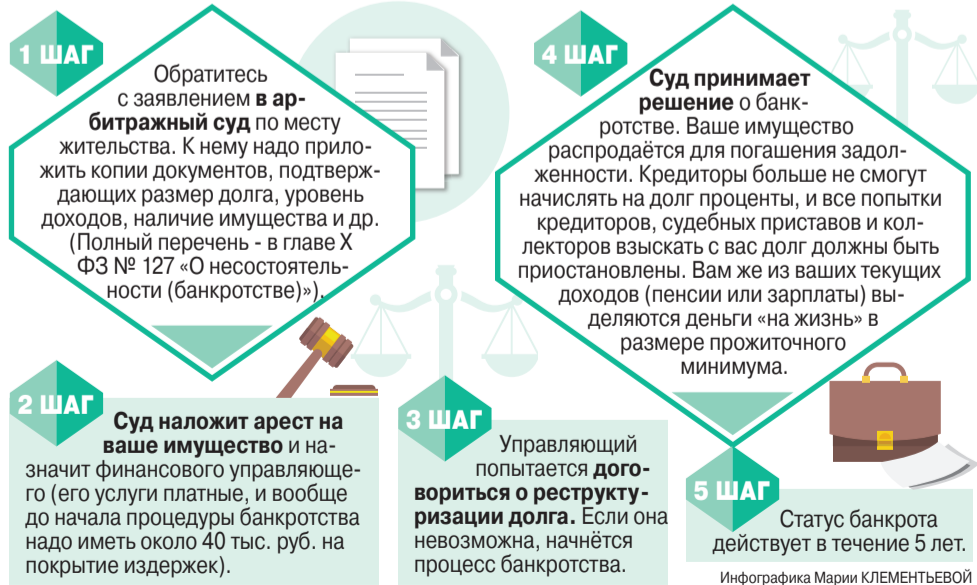 1 ШАГ
Обратитесь
с заявлением в ар-
битражный суд по месту
жительства. К нему надо прило-
жить копии документов, подтверж-
дающих размер долга, уровень
доходов, наличие имущества и др.
(Полный перечень - в главе X
ФЗ № 127 «О несостоятель-
ности (банкротстве)»).
2 ШАГ
Суд наложит арест на
ваше имущество и на-
значит финансового управляюще-
го (его услуги платные, и вообще
до начала процедуры банкротства
надо иметь около 40 тыс. руб. на
покрытие издержек).
3 ШАГ
Управляющий
попытается дого-
вориться о реструкту-
ризации долга. Если она
невозможна, начнётся
процесс банкротства.
4 ШАГ
Суд принимает
решение о банк-
ротстве. Ваше имущество
распродаётся для погашения задол-
женности. Кредиторы больше не смогут
начислять на долг проценты, и все попытки
кредиторов, судебных приставов и кол-
лекторов взыскать с вас долг должны быть
приостановлены. Вам же из ваших текущих
доходов (пенсии или зарплаты) вы-
деляются деньги «на жизнь» в
размере прожиточного
минимума.
5 ШАГ
Статус банкрота
действует в течение 5 лет.
Инфографика Марии КЛЕМЕНТЬЕВОЙ